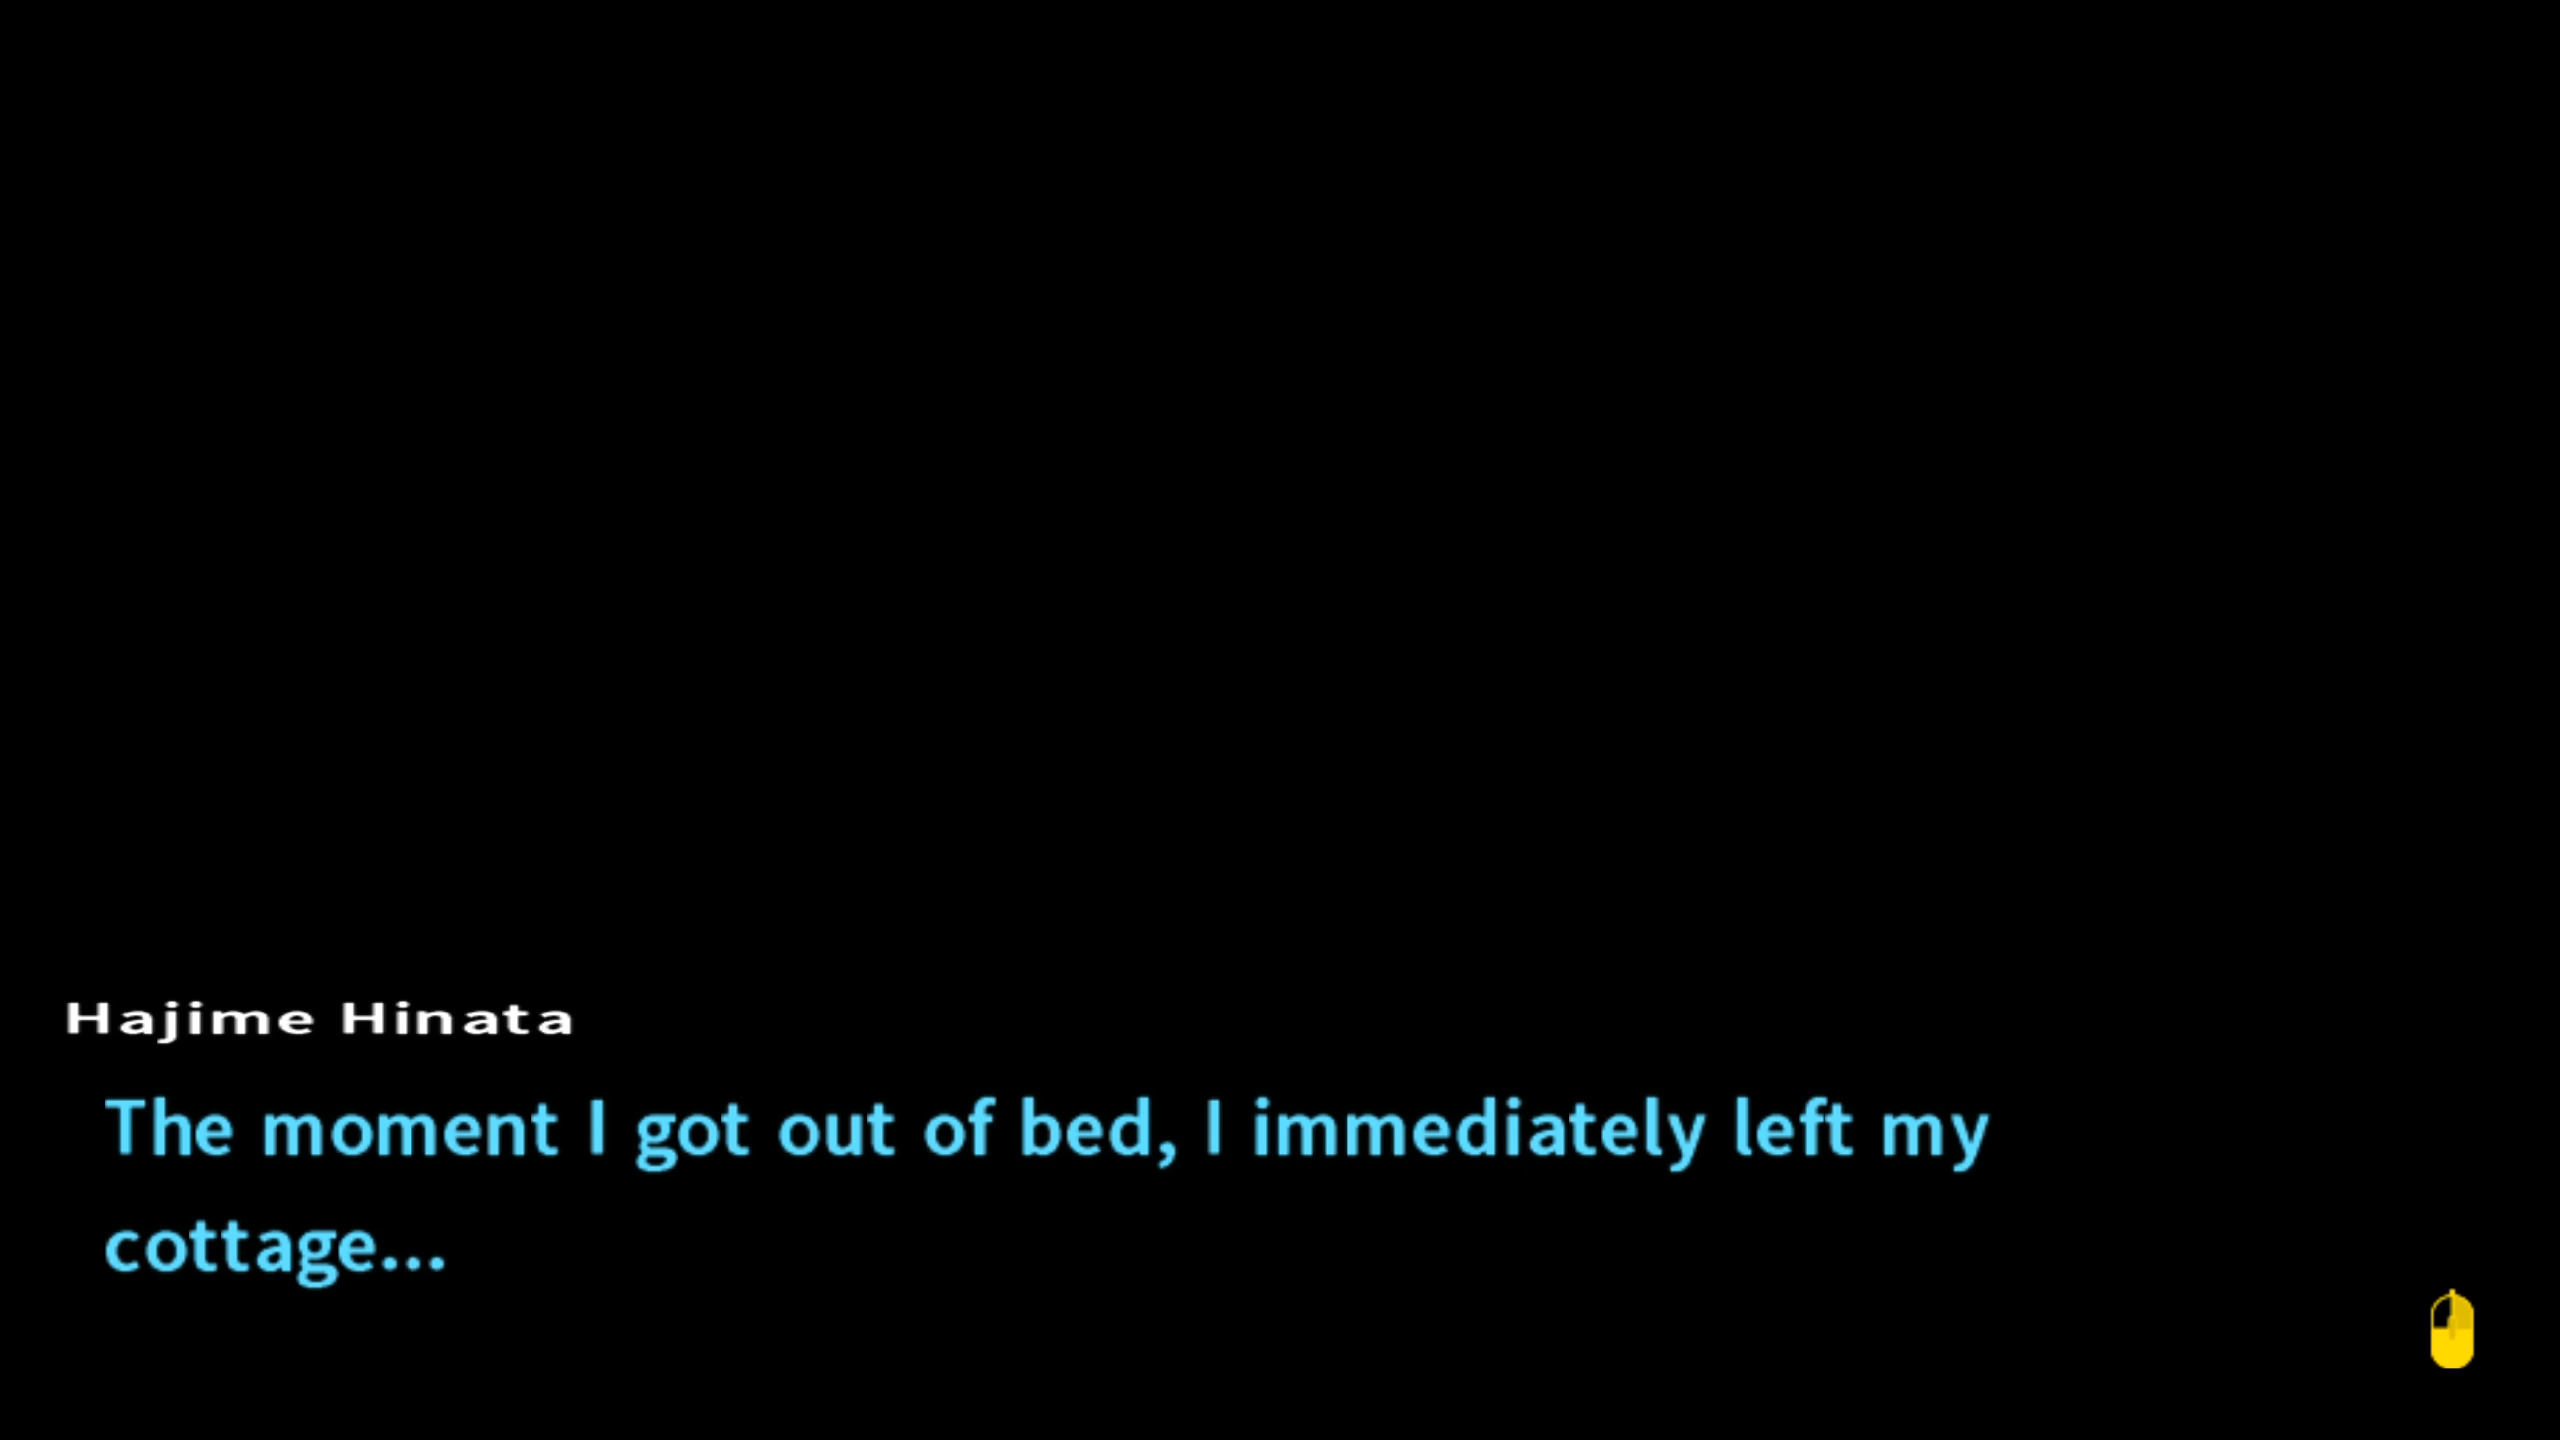 Hajime Hinata
The moment I got out of bed, I immediately left my
cottage...